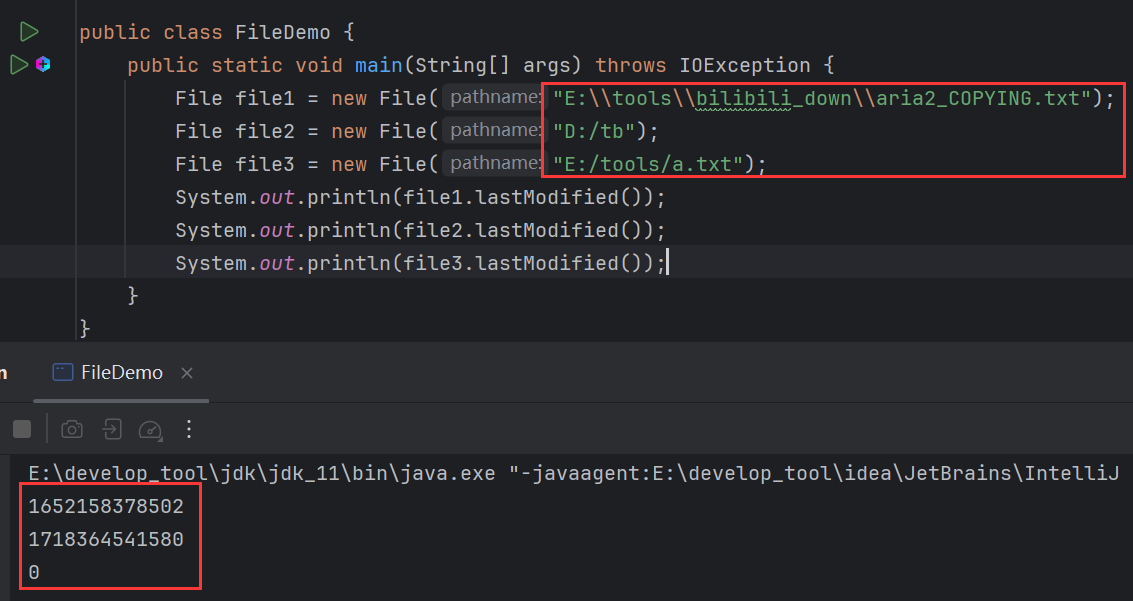 public class FileDemo {
public static void main(String[] args) throws IOException {
File file1 = new File( pathname: "E:\\tools\\bilibili_down\\aria2_COPYING.txt");
File file2 = new File( pathname: "D:/tb");
File file3 = new File( pathname: "E:/tools/a.txt");
System.out.println(file1.lastModified());
System.out.println(file2.lastModified());
System.out.println(file3.lastModified());
}
}
n FileDemo ×
E:\develop_tool\jdk\jdk_11\bin\java.exe "-javaagent:E:\develop_tool\idea\JetBrains\IntelliJ
1652158378502
1718364541580
0